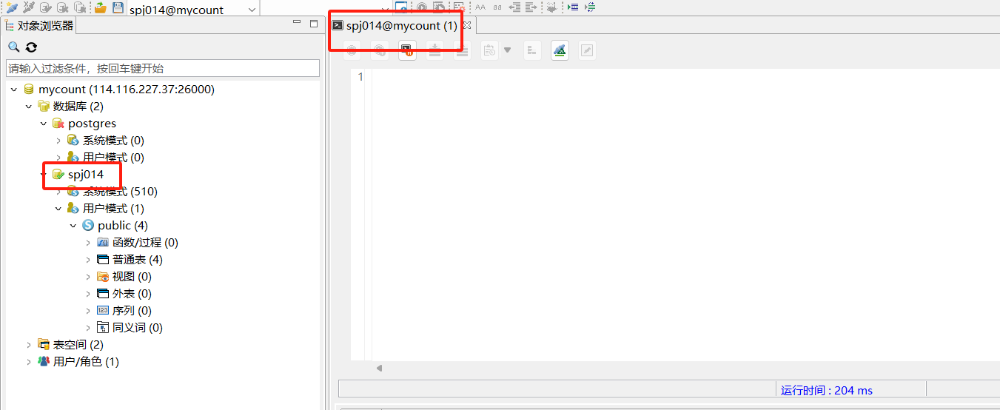 spj014@mycount
对象浏览器
spj014@mycount (1)
请输入过滤条件，按回车键开始
1
mycount (114.116.227.37:26000)
数据库 (2)
postgres
系统模式 (0)
用户模式 (0)
spj014
系统模式 (510)
用户模式 (1)
public (4)
函数/过程 (0)
普通表 (4)
视图 (0)
外表 (0)
序列 (0)
同义词 (0)
表空间 (2)
用户/角色 (1)
运行时间 : 204 ms